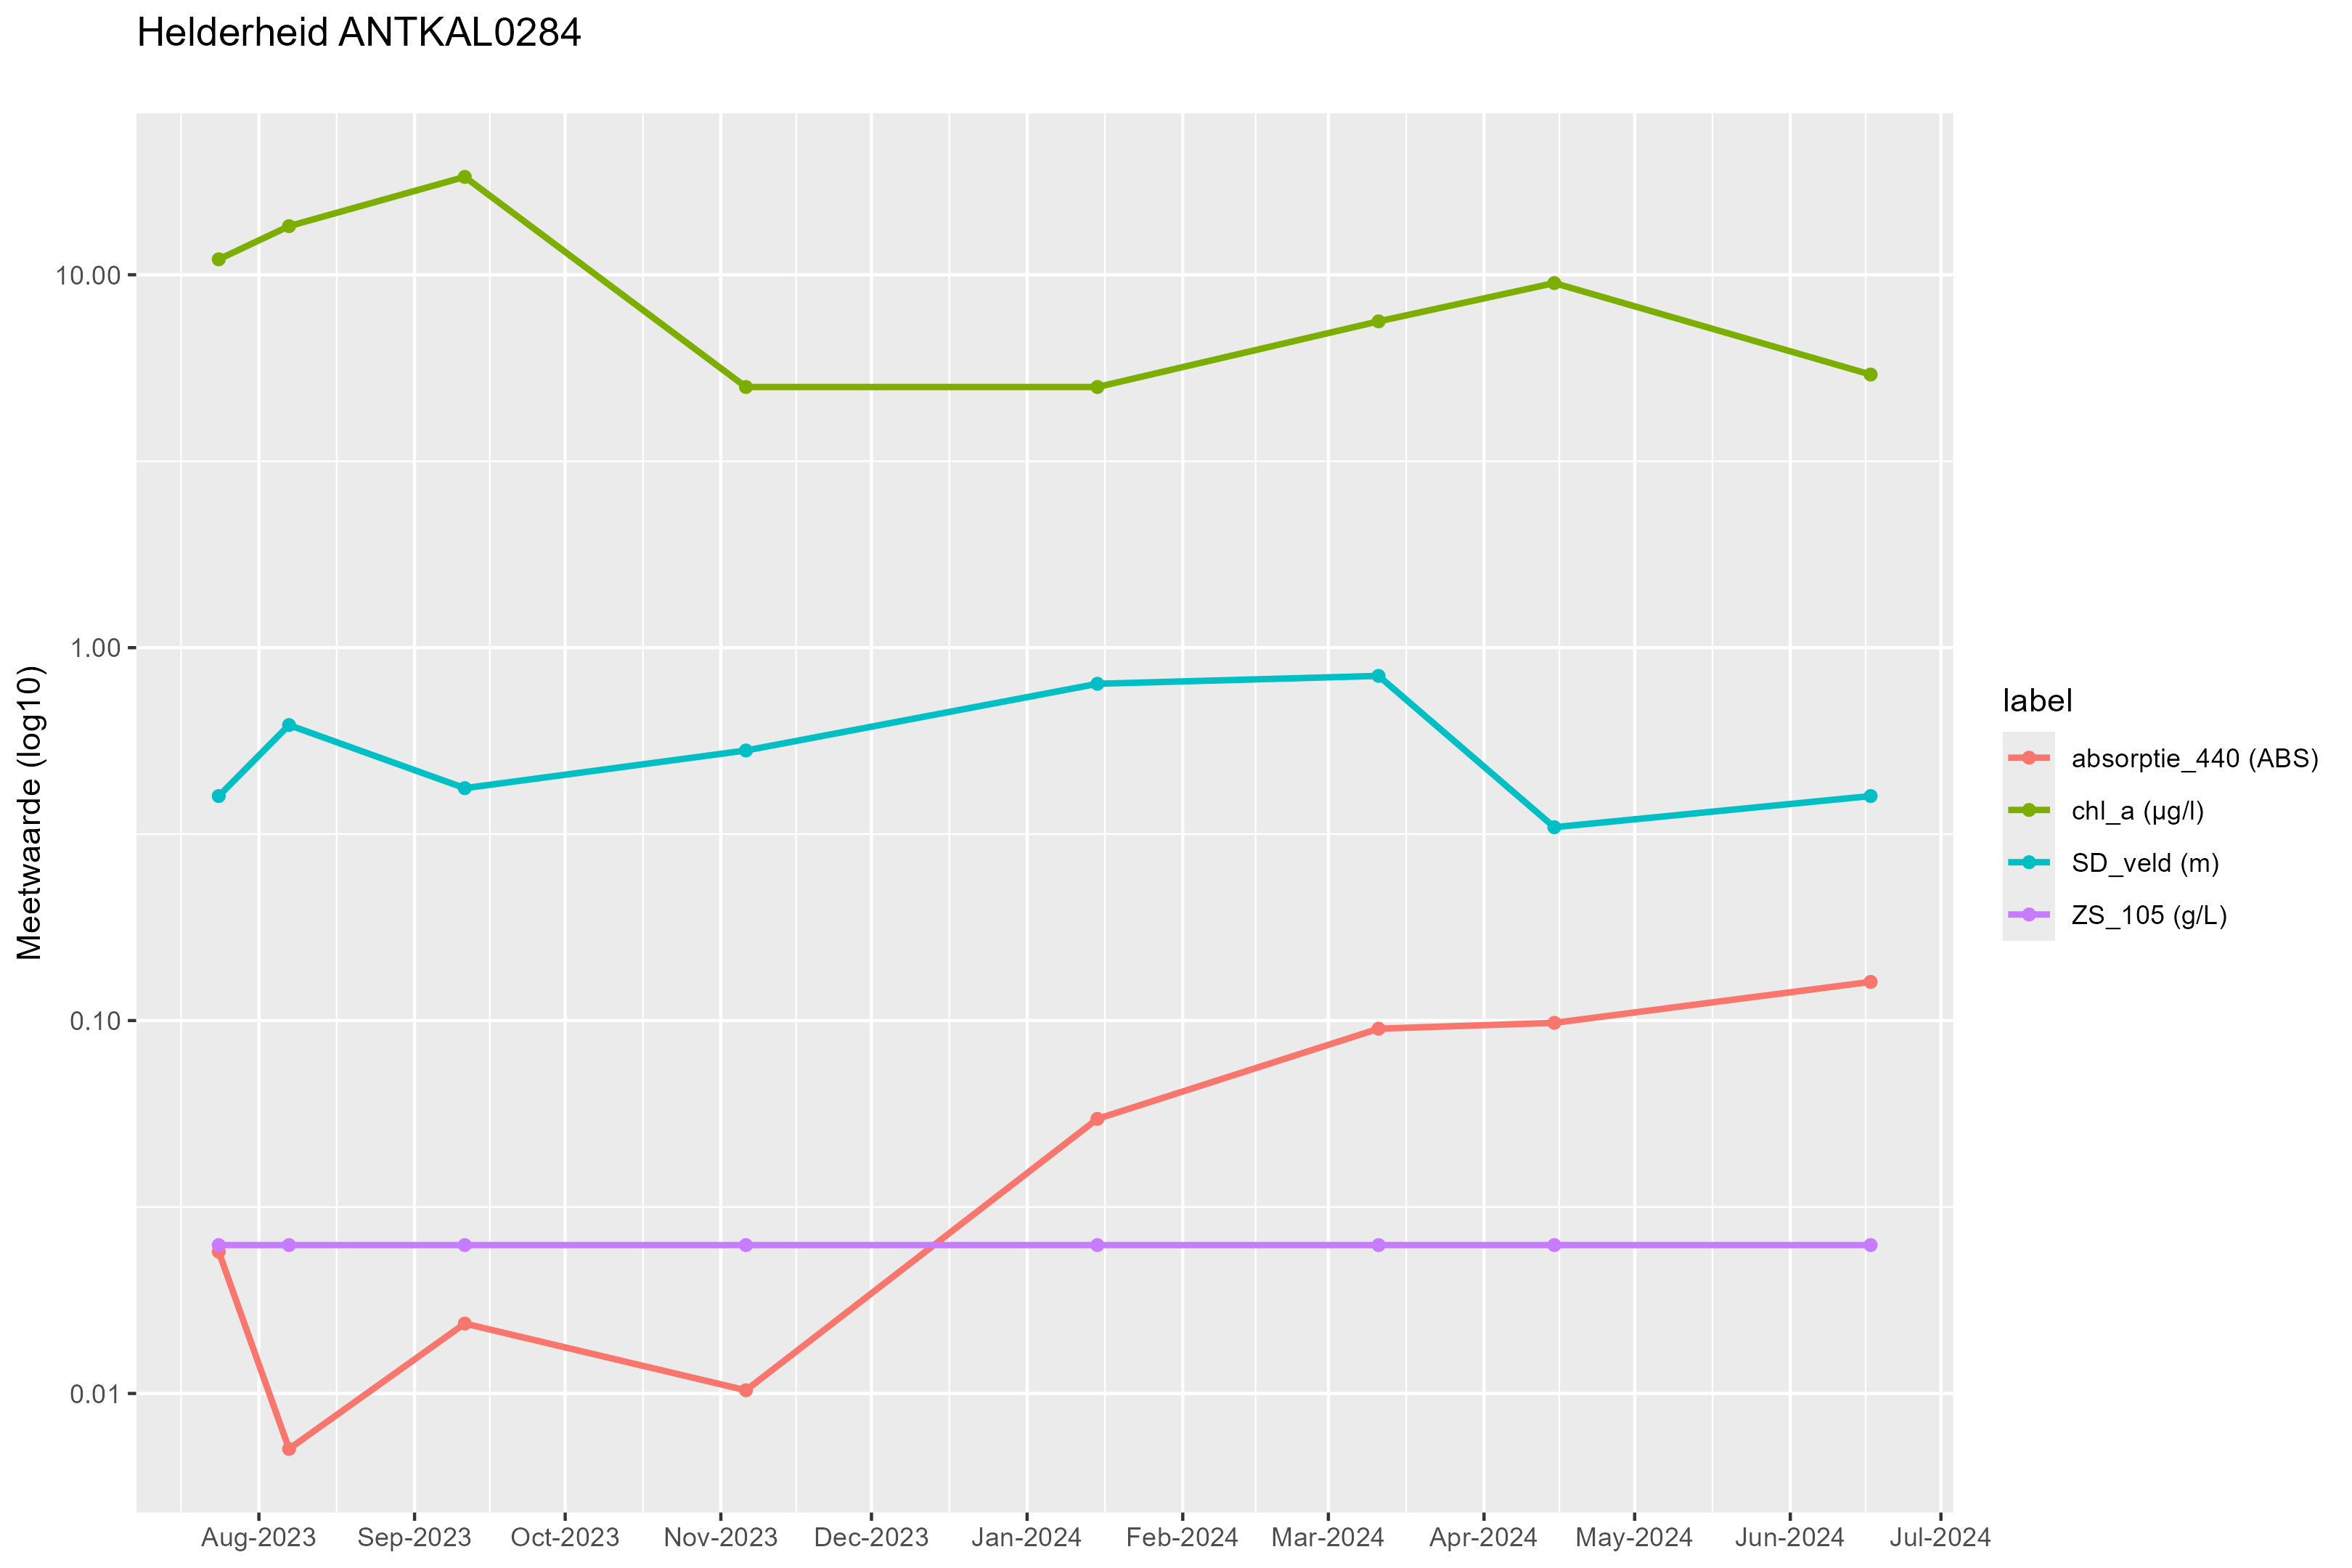 Helderheid ANTKAL0284
Meetwaarde (log10)
10.00
1.00
0.10
0.01
Aug-2023
Sep-2023
Oct-2023
Nov-2023
Dec-2023
Jan-2024
Feb-2024
Mar-2024
Apr-2024
May-2024
Jun-2024
Jul-2024
label
absorptie_440 (ABS)
chl_a (µg/l)
SD_veld (m)
ZS_105 (g/L)